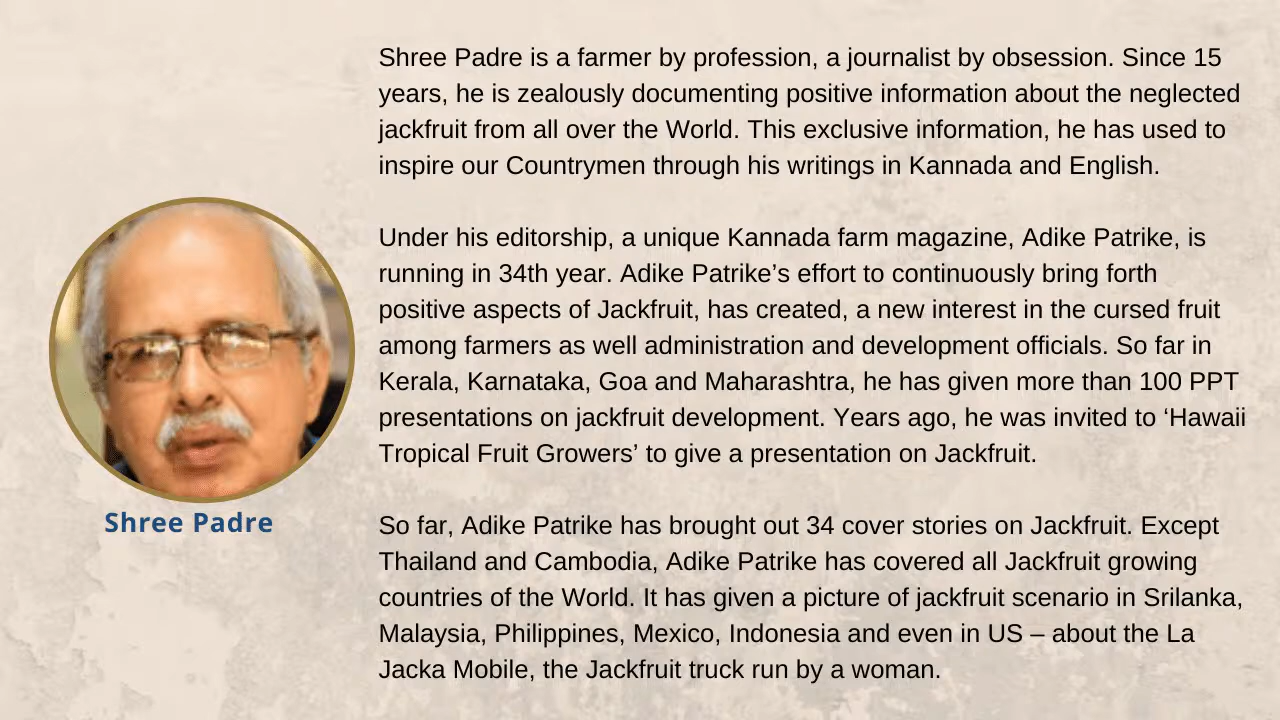 Shree Padre is a farmer by profession, a journalist by obsession. Since 15
years, he is zealously documenting positive information about the neglected
jackfruit from all over the World. This exclusive information, he has used to
inspire our Countrymen through his writings in Kannada and English.
Under his editorship, a unique Kannada farm magazine, Adike Patrike, is
running in 34th year. Adike Patrike’s effort to continuously bring forth
positive aspects of Jackfruit, has created, a new interest in the cursed fruit
among farmers as well administration and development officials. So far in
Kerala, Karnataka, Goa and Maharashtra, he has given more than 100 PPT
presentations on jackfruit development. Years ago, he was invited to ‘Hawaii
Tropical Fruit Growers’ to give a presentation on Jackfruit.
So far, Adike Patrike has brought out 34 cover stories on Jackfruit. Except
Thailand and Cambodia, Adike Patrike has covered all Jackfruit growing
countries of the World. It has given a picture of jackfruit scenario in Srilanka,
Malaysia, Philippines, Mexico, Indonesia and even in US – about the La
Jacka Mobile, the Jackfruit truck run by a woman.
Shree Padre